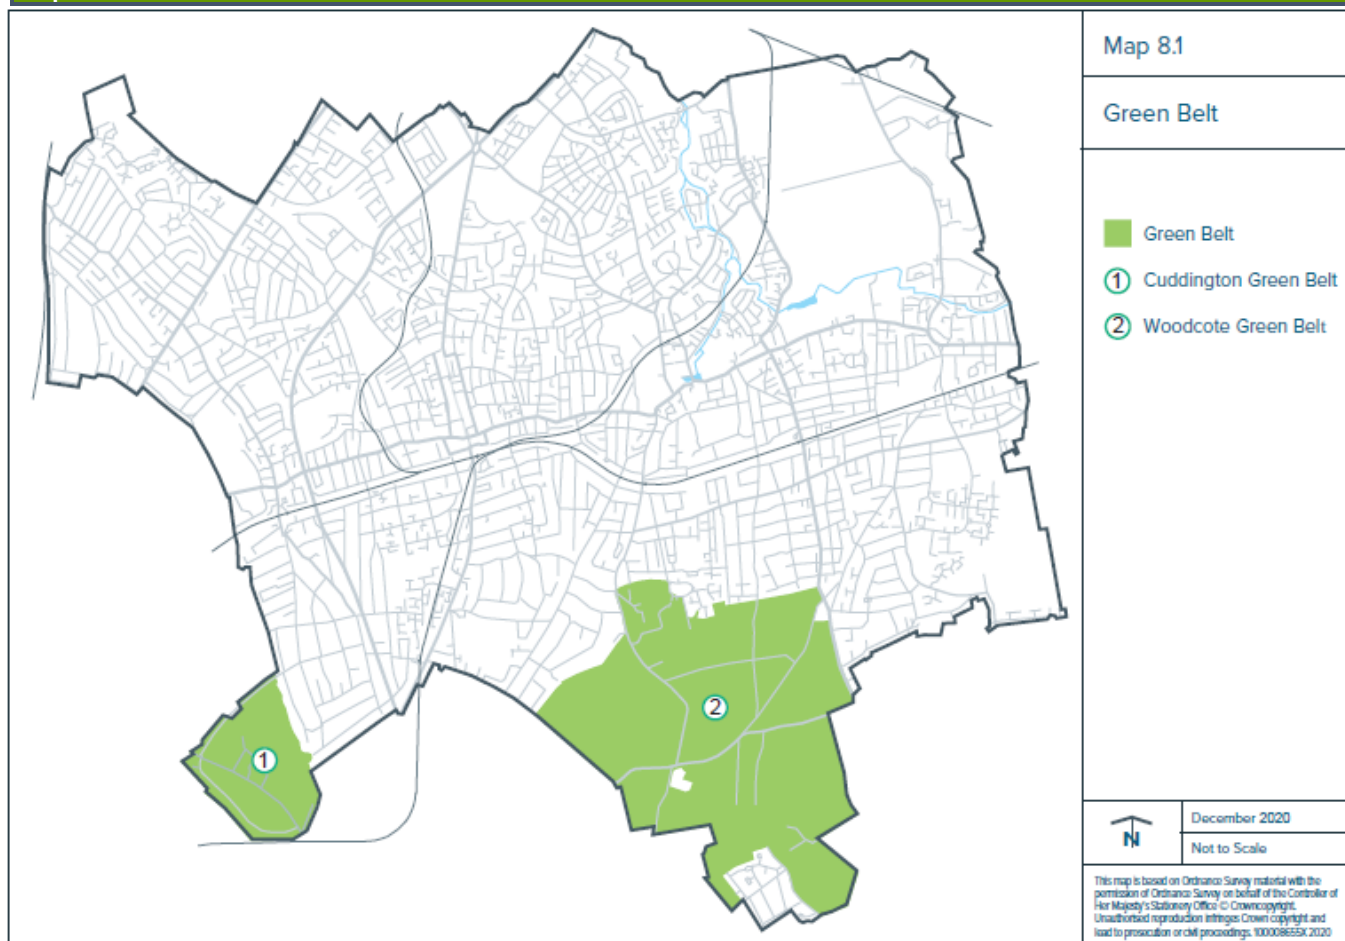 Map 8.1
Green Belt
Green Belt
1 Cuddington Green Belt
2 Woodcote Green Belt
1
2
N
December 2020
Not to Scale
This map is based on Ordnance Survey material with the
permission of Ordnance Survey on behalf of the Controller of
Her Majesty's Stationery Office © Crown copyright.
Unauthorised reproduction infringes Crown copyright and
lead to prosecution or civil proceedings. 100008655X 2020